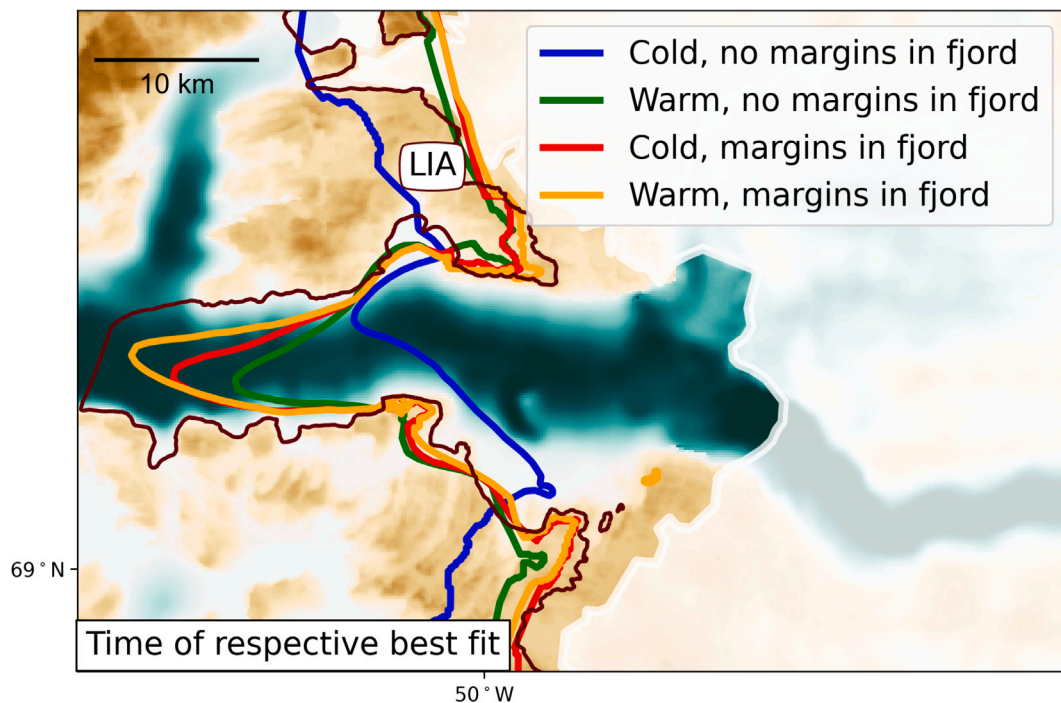 10 km
Cold, no margins in fjord
Warm, no margins in fjord
Cold, margins in fjord
Warm, margins in fjord
LIA
69°N
Time of respective best fit
50°W